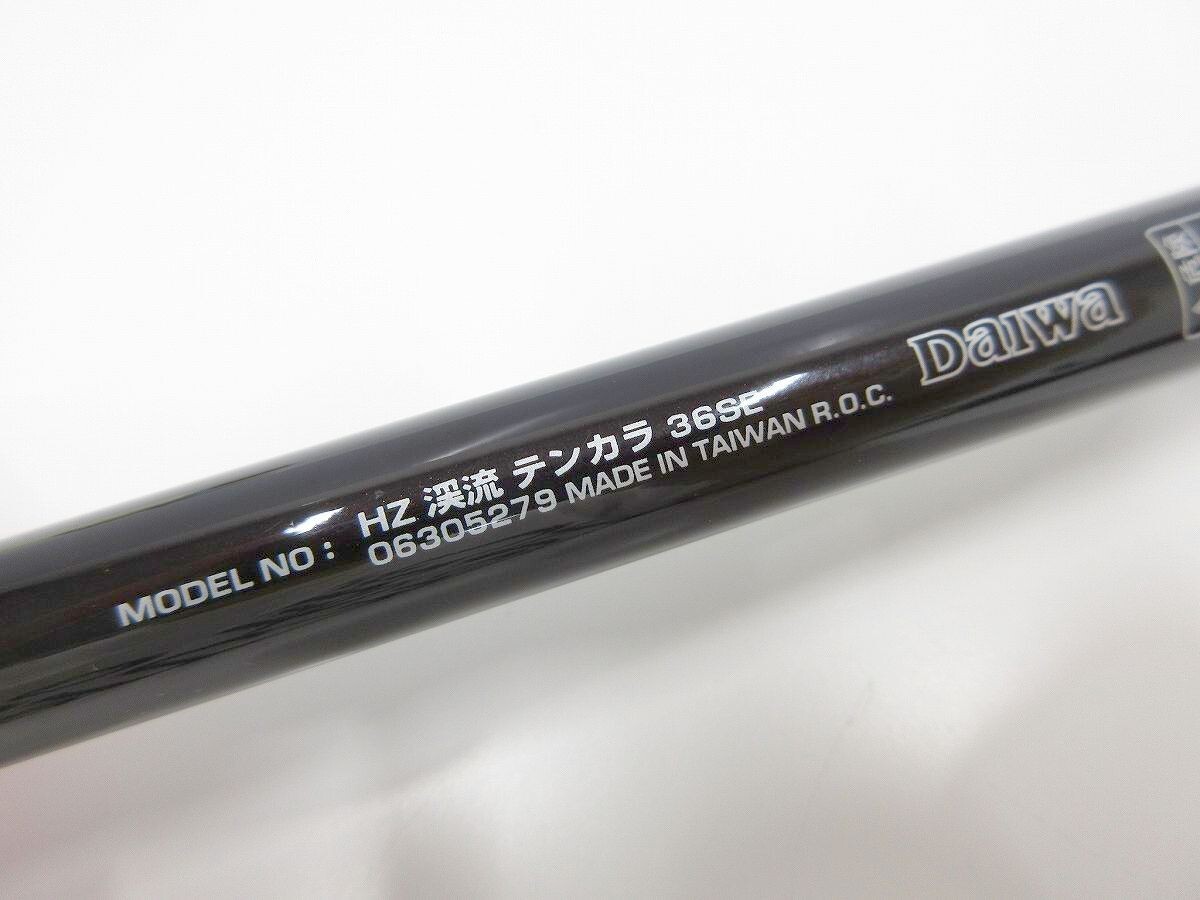 HZ 渓流 テンカラ 36SE
MODEL NO : 06305279 MADE IN TAIWAN R.O.C.
Daiwa